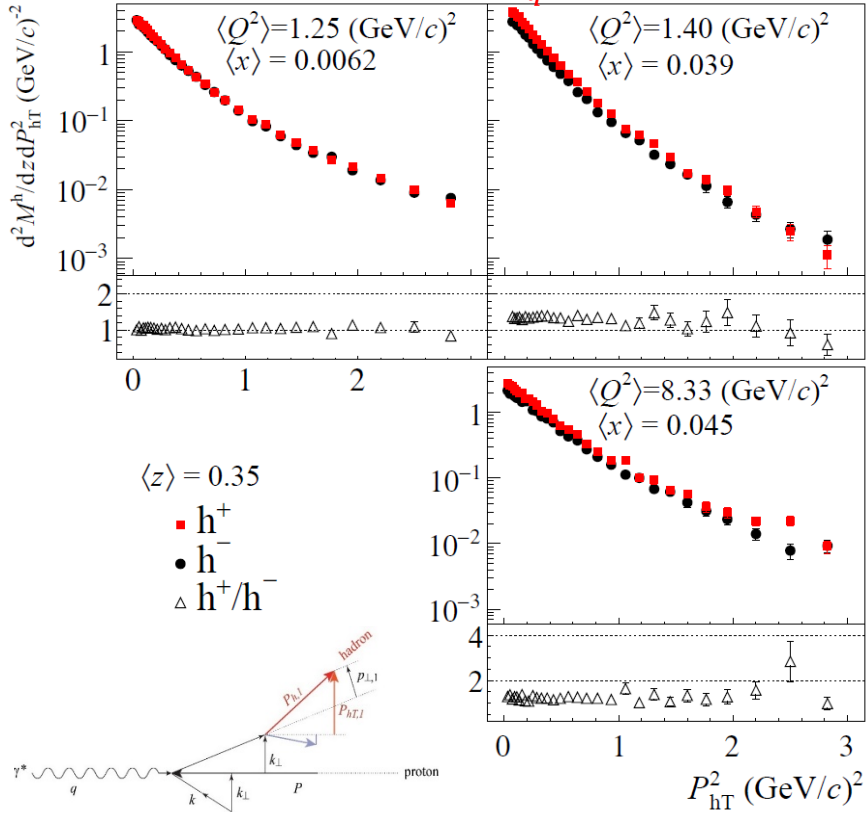 ⟨Q²⟩=1.25 (GeV/c)²
⟨x⟩ = 0.0062
⟨Q²⟩=1.40 (GeV/c)²
⟨x⟩ = 0.039
d²Mʰ/dzdP²hT (GeV/c)⁻²
1
10⁻¹
10⁻²
10⁻³
2
1
0
1
2
⟨Q²⟩=8.33 (GeV/c)²
⟨x⟩ = 0.045
1
10⁻¹
10⁻²
10⁻³
4
2
0
1
2
3
P²hT (GeV/c)²
⟨z⟩ = 0.35
h⁺
h⁻
h⁺/h⁻
hadron
Ph,1
p⊥,1
PhT,1
k⊥
γ*
q
k
k⊥
P
proton